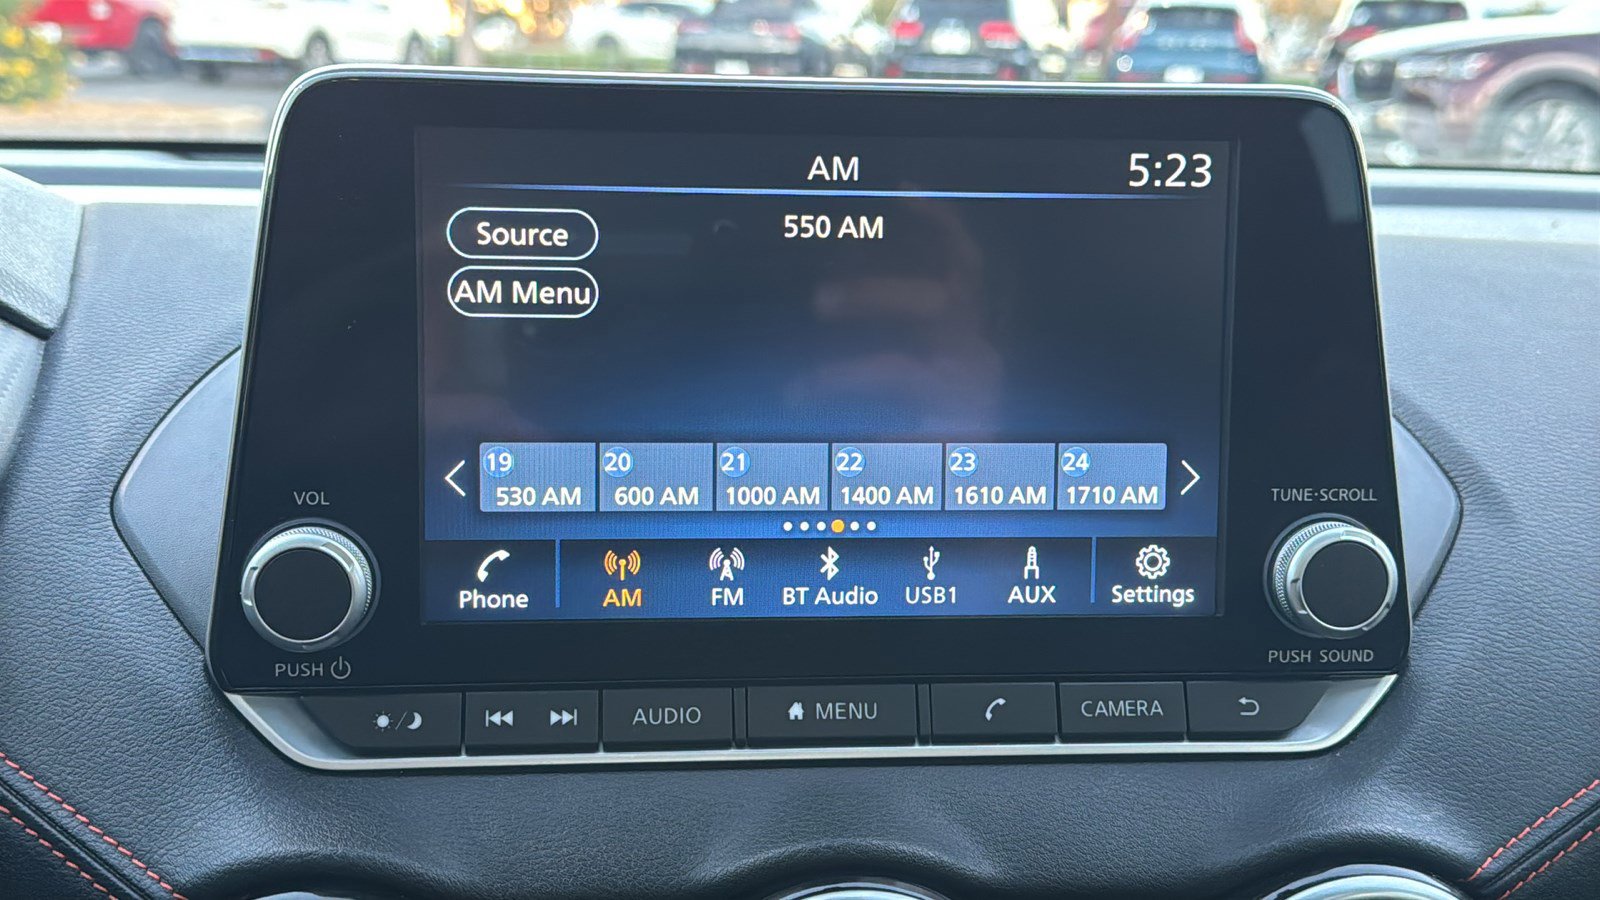 AM
5:23
550 AM
Source
AM Menu
19
530 AM
20
600 AM
21
1000 AM
22
1400 AM
23
1610 AM
24
1710 AM
Phone
AM
FM
BT Audio
USB1
AUX
Settings
VOL
PUSH
TUNE·SCROLL
PUSH SOUND
AUDIO
MENU
CAMERA